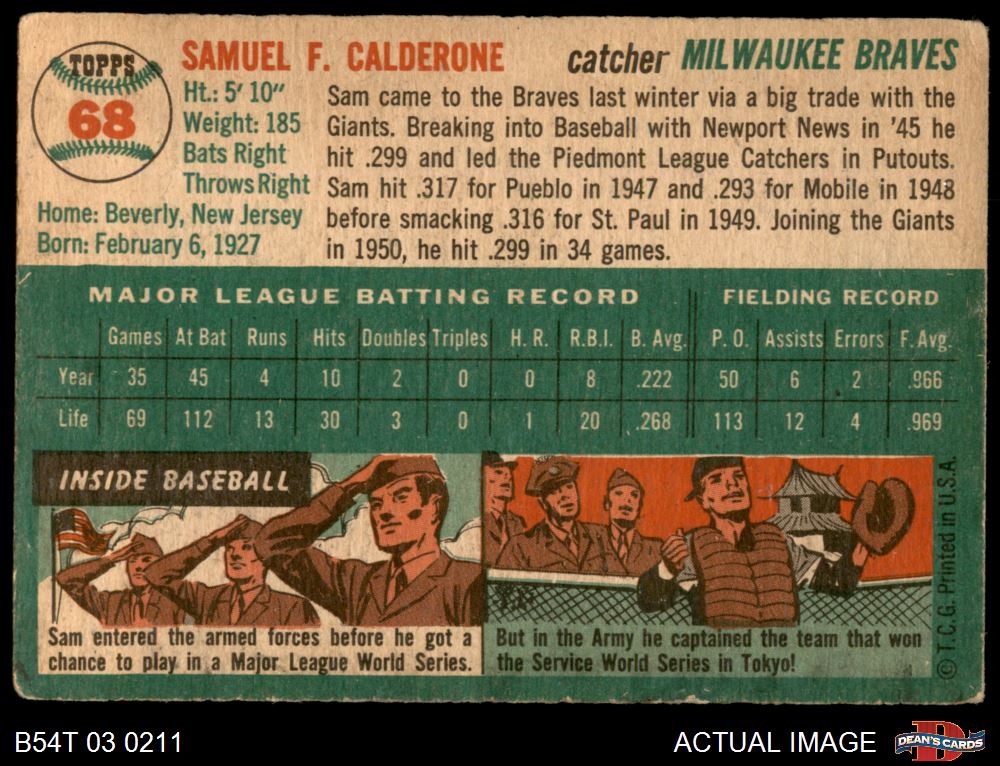 TOPPS
68
SAMUEL F. CALDERONE catcher MILWAUKEE BRAVES
Ht.: 5' 10"
Weight: 185
Bats Right
Throws Right
Home: Beverly, New Jersey
Born: February 6, 1927
Sam came to the Braves last winter via a big trade with the
Giants. Breaking into Baseball with Newport News in '45 he
hit .299 and led the Piedmont League Catchers in Putouts.
Sam hit .317 for Pueblo in 1947 and .293 for Mobile in 1948
before smacking .316 for St. Paul in 1949. Joining the Giants
in 1950, he hit .299 in 34 games.
MAJOR LEAGUE BATTING RECORD FIELDING RECORD
Games At Bat Runs Hits Doubles Triples H. R. R.B.I. B. Avg. P. O. Assists Errors F. Avg.
Year 35 45 4 10 2 0 0 8 .222 50 6 2 .966
Life 69 112 13 30 3 0 1 20 .268 113 12 4 .969
INSIDE BASEBALL
Sam entered the armed forces before he got a
chance to play in a Major League World Series.
But in the Army he captained the team that won
the Service World Series in Tokyo!
© T.C.G. Printed in U.S.A.
B54T 03 0211
ACTUAL IMAGE
DEAN'S CARDS